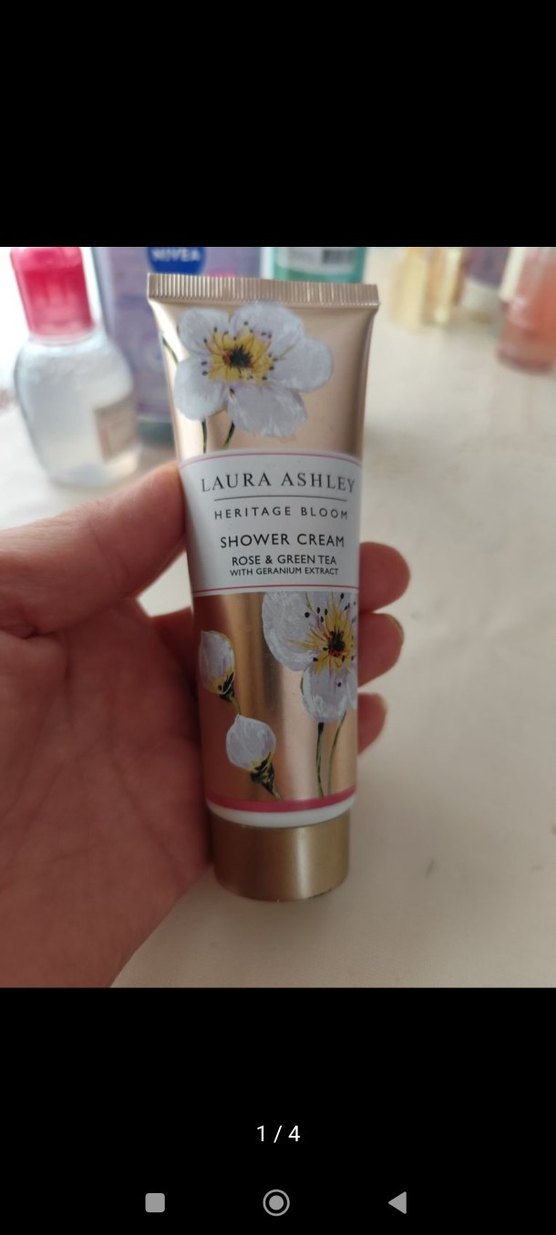 NIVEA
LAURA ASHLEY
HERITAGE BLOOM
SHOWER CREAM
ROSE & GREEN TEA
WITH GERANIUM EXTRACT
1 / 4